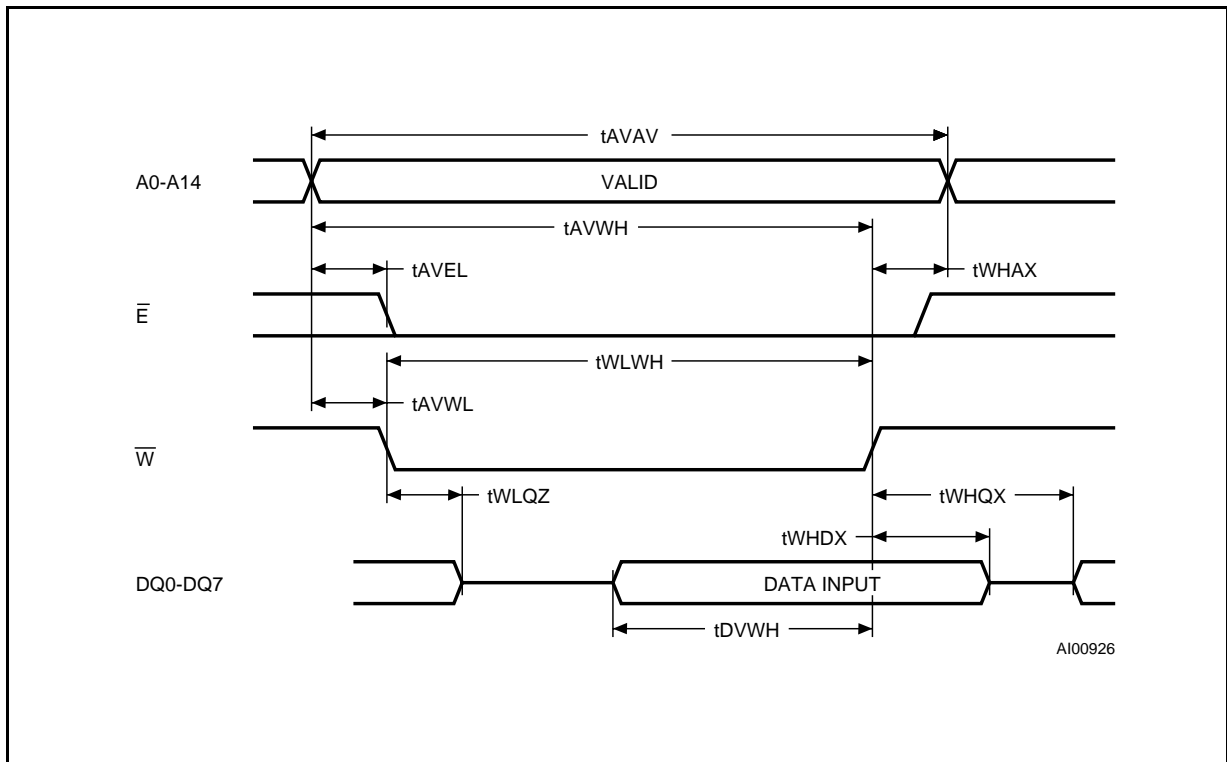 tAVAV
A0-A14 VALID
tAVWH
tAVEL tWHAX
E̅
tWLWH
tAVWL
W̅
tWLQZ tWHQX
tWHDX
DQ0-DQ7 DATA INPUT
tDVWH
AI00926